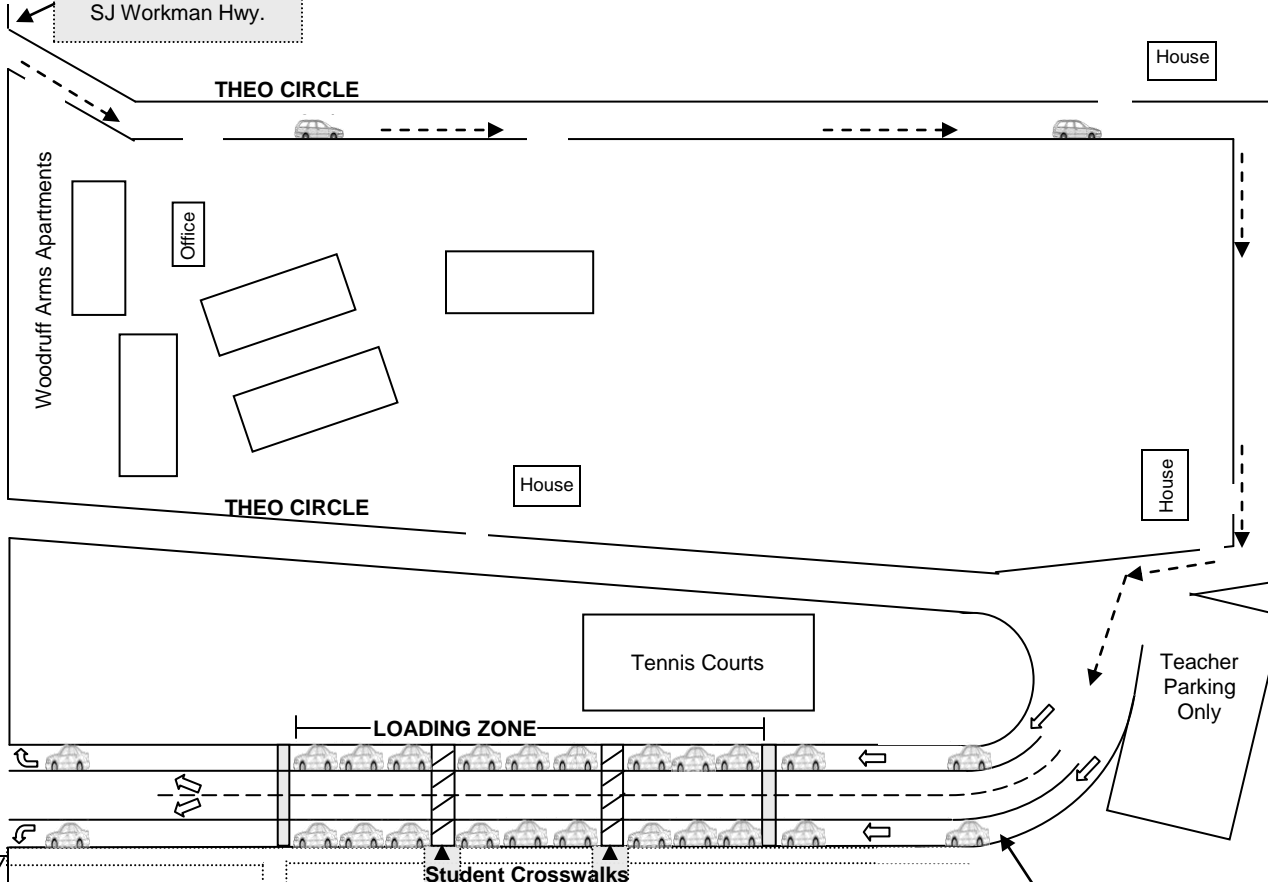 SJ Workman Hwy.
House
THEO CIRCLE
Woodruff Arms Apartments
Office
House
House
THEO CIRCLE
Tennis Courts
Teacher
Parking
Only
LOADING ZONE
Student Crosswalks